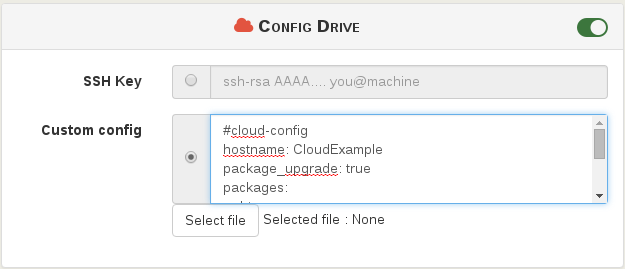 Config Drive
SSH Key
ssh-rsa AAAA.... you@machine
Custom config
#cloud-config
hostname: CloudExample
package_upgrade: true
packages:
Select file Selected file : None